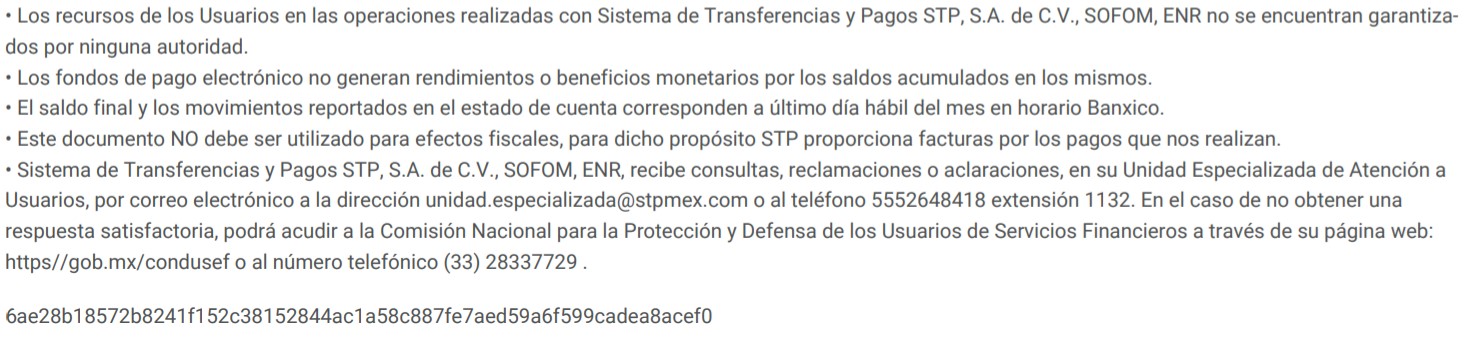 • Los recursos de los Usuarios en las operaciones realizadas con Sistema de Transferencias y Pagos STP, S.A. de C.V., SOFOM, ENR no se encuentran garantiza-
dos por ninguna autoridad.
• Los fondos de pago electrónico no generan rendimientos o beneficios monetarios por los saldos acumulados en los mismos.
• El saldo final y los movimientos reportados en el estado de cuenta corresponden a último día hábil del mes en horario Banxico.
• Este documento NO debe ser utilizado para efectos fiscales, para dicho propósito STP proporciona facturas por los pagos que nos realizan.
• Sistema de Transferencias y Pagos STP, S.A. de C.V., SOFOM, ENR, recibe consultas, reclamaciones o aclaraciones, en su Unidad Especializada de Atención a
Usuarios, por correo electrónico a la dirección unidad.especializada@stpmex.com o al teléfono 5552648418 extensión 1132. En el caso de no obtener una
respuesta satisfactoria, podrá acudir a la Comisión Nacional para la Protección y Defensa de los Usuarios de Servicios Financieros a través de su página web:
https//gob.mx/condusef o al número telefónico (33) 28337729 .
6ae28b18572b8241f152c38152844ac1a58c887fe7aed59a6f599cadea8acef0